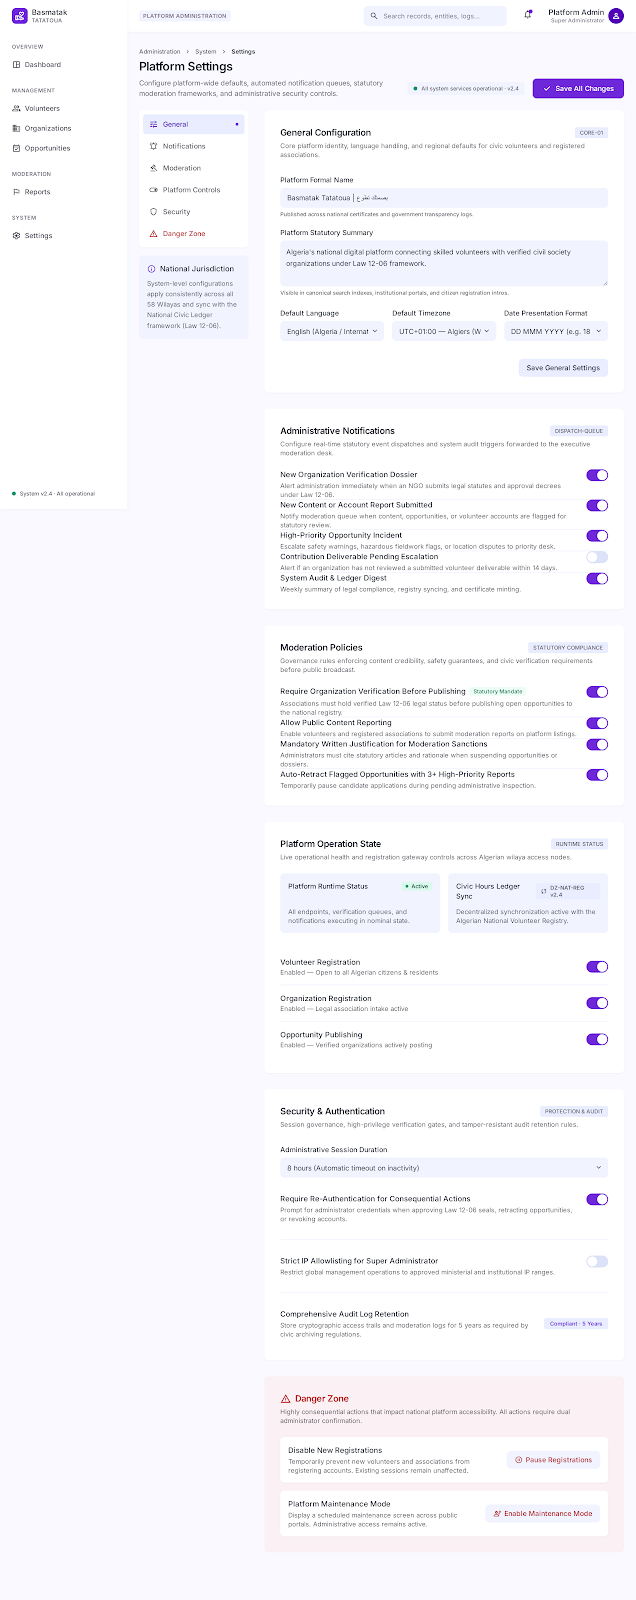 Basmatak
TATATOUA
PLATFORM ADMINISTRATION
Search records, entities, logs...
Platform Admin
Super Administrator
OVERVIEW
Dashboard
MANAGEMENT
Volunteers
Organizations
Opportunities
MODERATION
Reports
SYSTEM
Settings
System v2.4 · All operational
Administration › System › Settings
Platform Settings
Configure platform-wide defaults, automated notification queues, statutory
moderation frameworks, and administrative security controls.
All system services operational · v2.4
Save All Changes
General
Notifications
Moderation
Platform Controls
Security
Danger Zone
National Jurisdiction
System-level configurations
apply consistently across all
58 Wilayas and sync with the
National Civic Ledger
framework (Law 12-06).
General Configuration
CORE-01
Core platform identity, language handling, and regional defaults for civic volunteers and registered
associations.
Platform Formal Name
Basmatak Tatatoua | بصمتك تطوع
Published across national certificates and government transparency logs.
Platform Statutory Summary
Algeria's national digital platform connecting skilled volunteers with verified civil society
organizations under Law 12-06 framework.
Visible in canonical search indexes, institutional portals, and citizen registration intros.
Default Language
Default Timezone
Date Presentation Format
English (Algeria / Internat
UTC+01:00 — Algiers (W
DD MMM YYYY (e.g. 18
Save General Settings
Administrative Notifications
DISPATCH-QUEUE
Configure real-time statutory event dispatches and system audit triggers forwarded to the executive
moderation desk.
New Organization Verification Dossier
Alert administration immediately when an NGO submits legal statutes and approval decrees
under Law 12-06.
New Content or Account Report Submitted
Notify moderation queue when content, opportunities, or volunteer accounts are flagged for
statutory review.
High-Priority Opportunity Incident
Escalate safety warnings, hazardous fieldwork flags, or location disputes to priority desk.
Contribution Deliverable Pending Escalation
Alert if an organization has not reviewed a submitted volunteer deliverable within 14 days.
System Audit & Ledger Digest
Weekly summary of legal compliance, registry syncing, and certificate minting.
Moderation Policies
STATUTORY COMPLIANCE
Governance rules enforcing content credibility, safety guarantees, and civic verification requirements
before public broadcast.
Require Organization Verification Before Publishing
Statutory Mandate
Associations must hold verified Law 12-06 legal status before publishing open opportunities to
the national registry.
Allow Public Content Reporting
Enable volunteers and registered associations to submit moderation reports on platform listings.
Mandatory Written Justification for Moderation Sanctions
Administrators must cite statutory articles and rationale when suspending opportunities or
dossiers.
Auto-Retract Flagged Opportunities with 3+ High-Priority Reports
Temporarily pause candidate applications during pending administrative inspection.
Platform Operation State
RUNTIME STATUS
Live operational health and registration gateway controls across Algerian wilaya access nodes.
Platform Runtime Status
Active
All endpoints, verification queues, and
notifications executing in nominal state.
Civic Hours Ledger
Sync
DZ-NAT-REG
v2.4
Decentralized synchronization active with the
Algerian National Volunteer Registry.
Volunteer Registration
Enabled — Open to all Algerian citizens & residents
Organization Registration
Enabled — Legal association intake active
Opportunity Publishing
Enabled — Verified organizations actively posting
Security & Authentication
PROTECTION & AUDIT
Session governance, high-privilege verification gates, and tamper-resistant audit retention rules.
Administrative Session Duration
8 hours (Automatic timeout on inactivity)
Require Re-Authentication for Consequential Actions
Prompt for administrator credentials when approving Law 12-06 seals, retracting opportunities,
or revoking accounts.
Strict IP Allowlisting for Super Administrator
Restrict global management operations to approved ministerial and institutional IP ranges.
Comprehensive Audit Log Retention
Store cryptographic access trails and moderation logs for 5 years as required by
civic archiving regulations.
Compliant · 5 Years
Danger Zone
Highly consequential actions that impact national platform accessibility. All actions require dual
administrator confirmation.
Disable New Registrations
Temporarily prevent new volunteers and associations from
registering accounts. Existing sessions remain unaffected.
Pause Registrations
Platform Maintenance Mode
Display a scheduled maintenance screen across public
portals. Administrative access remains active.
Enable Maintenance Mode